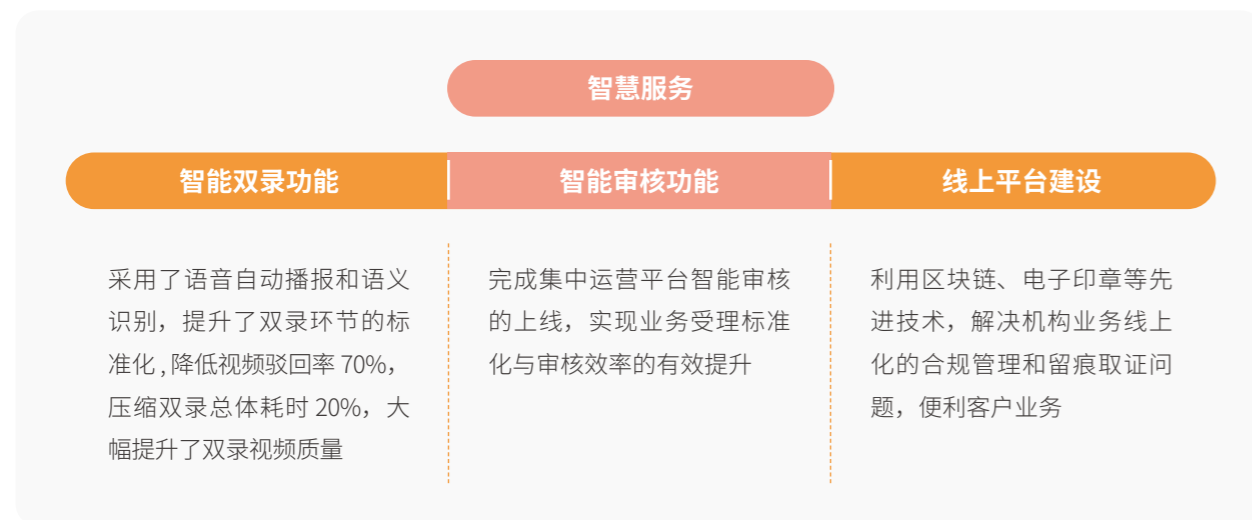 智慧服务
智能双录功能
智能审核功能
线上平台建设
采用了语音自动播报和语义
识别，提升了双录环节的标
准化,降低视频驳回率 70%，
压缩双录总体耗时 20%，大
幅提升了双录视频质量
完成集中运营平台智能审核
的上线，实现业务受理标准
化与审核效率的有效提升
利用区块链、电子印章等先
进技术，解决机构业务线上
化的合规管理和留痕取证问
题，便利客户业务